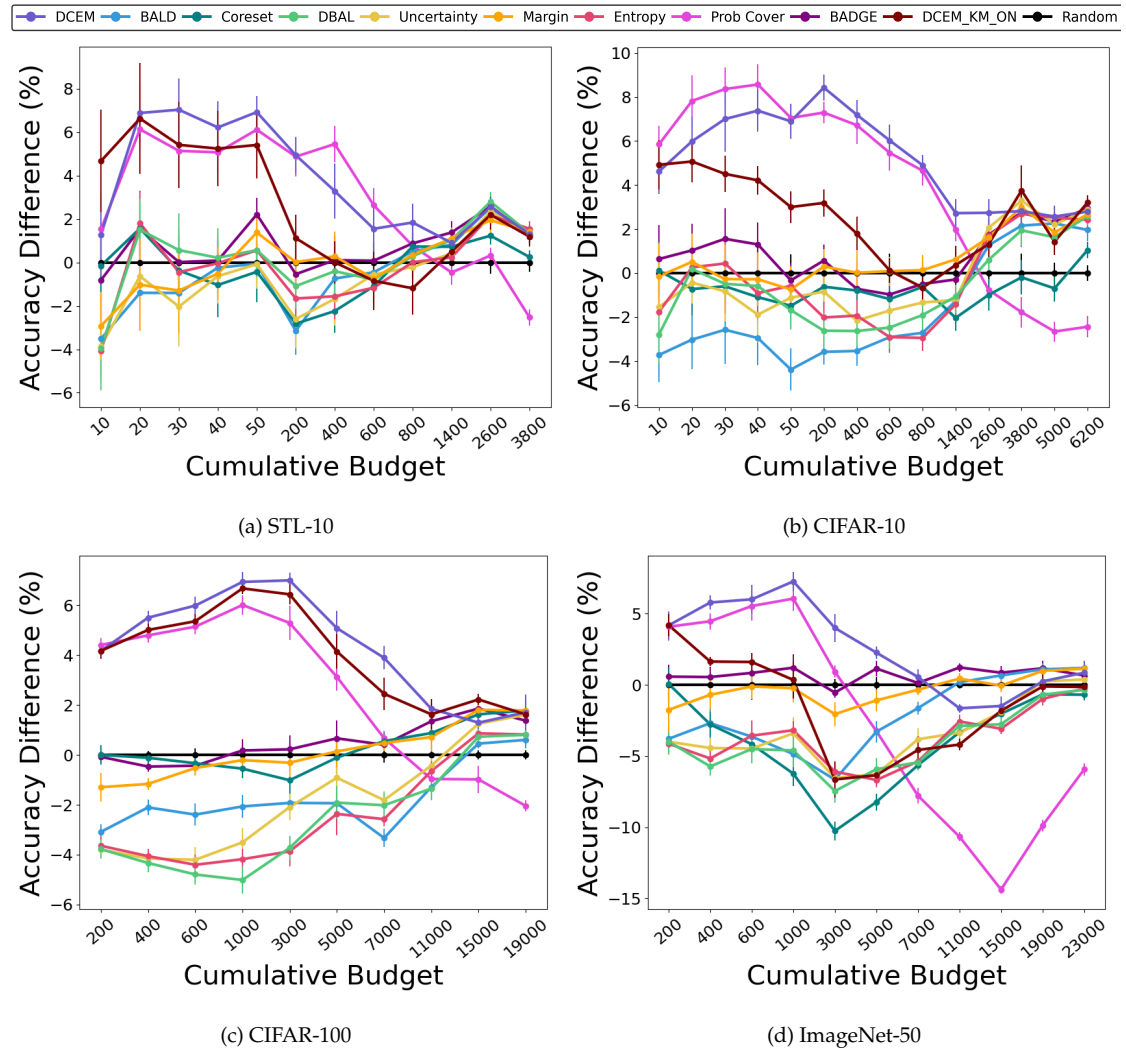 DCEM BALD Coreset DBAL Uncertainty Margin Entropy Prob Cover BADGE DCEM_KM_ON Random
Accuracy Difference (%)
8
6
4
2
0
−2
−4
−6
10 20 30 40 50 200 400 600 800 1400 2600 3800
Cumulative Budget
(a) STL-10
Accuracy Difference (%)
10
8
6
4
2
0
−2
−4
−6
10 20 30 40 50 200 400 600 800 1400 2600 3800 5000 6200
Cumulative Budget
(b) CIFAR-10
Accuracy Difference (%)
6
4
2
0
−2
−4
−6
200 400 600 1000 3000 5000 7000 11000 15000 19000
Cumulative Budget
(c) CIFAR-100
Accuracy Difference (%)
5
0
−5
−10
−15
200 400 600 1000 3000 5000 7000 11000 15000 19000 23000
Cumulative Budget
(d) ImageNet-50